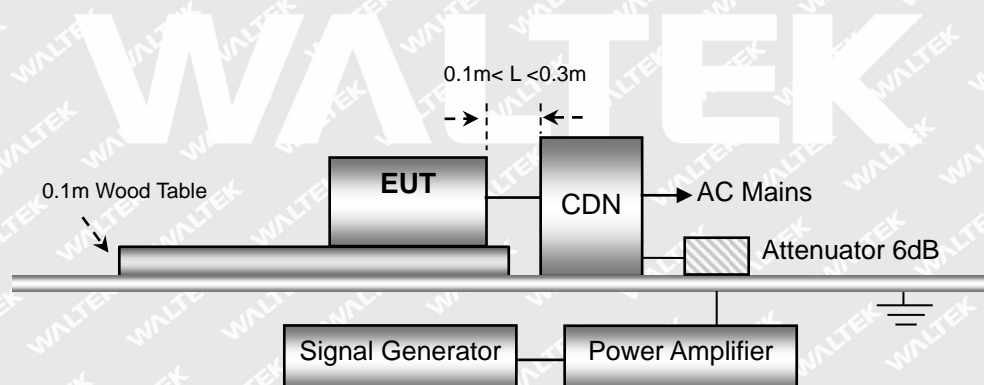 WALTEK
0.1m< L <0.3m
0.1m Wood Table
EUT
CDN
AC Mains
Attenuator 6dB
Signal Generator
Power Amplifier